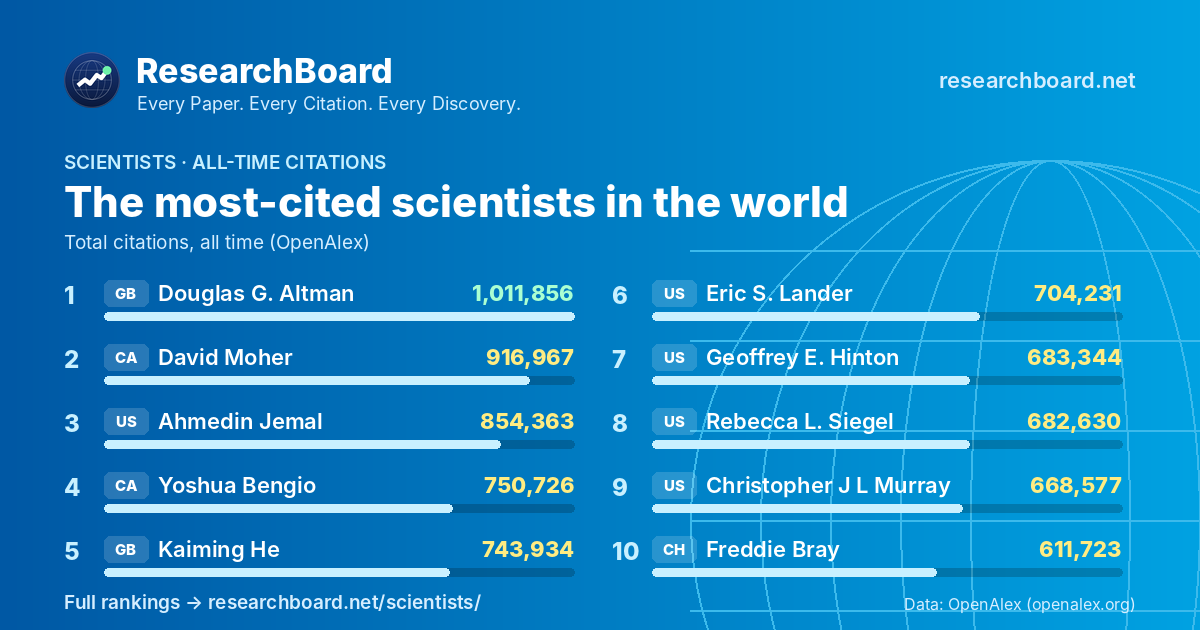 ResearchBoard
Every Paper. Every Citation. Every Discovery.
researchboard.net
SCIENTISTS · ALL-TIME CITATIONS
The most-cited scientists in the world
Total citations, all time (OpenAlex)
1 GB Douglas G. Altman 1,011,856
2 CA David Moher 916,967
3 US Ahmedin Jemal 854,363
4 CA Yoshua Bengio 750,726
5 GB Kaiming He 743,934
6 US Eric S. Lander 704,231
7 US Geoffrey E. Hinton 683,344
8 US Rebecca L. Siegel 682,630
9 US Christopher J L Murray 668,577
10 CH Freddie Bray 611,723
Full rankings → researchboard.net/scientists/
Data: OpenAlex (openalex.org)